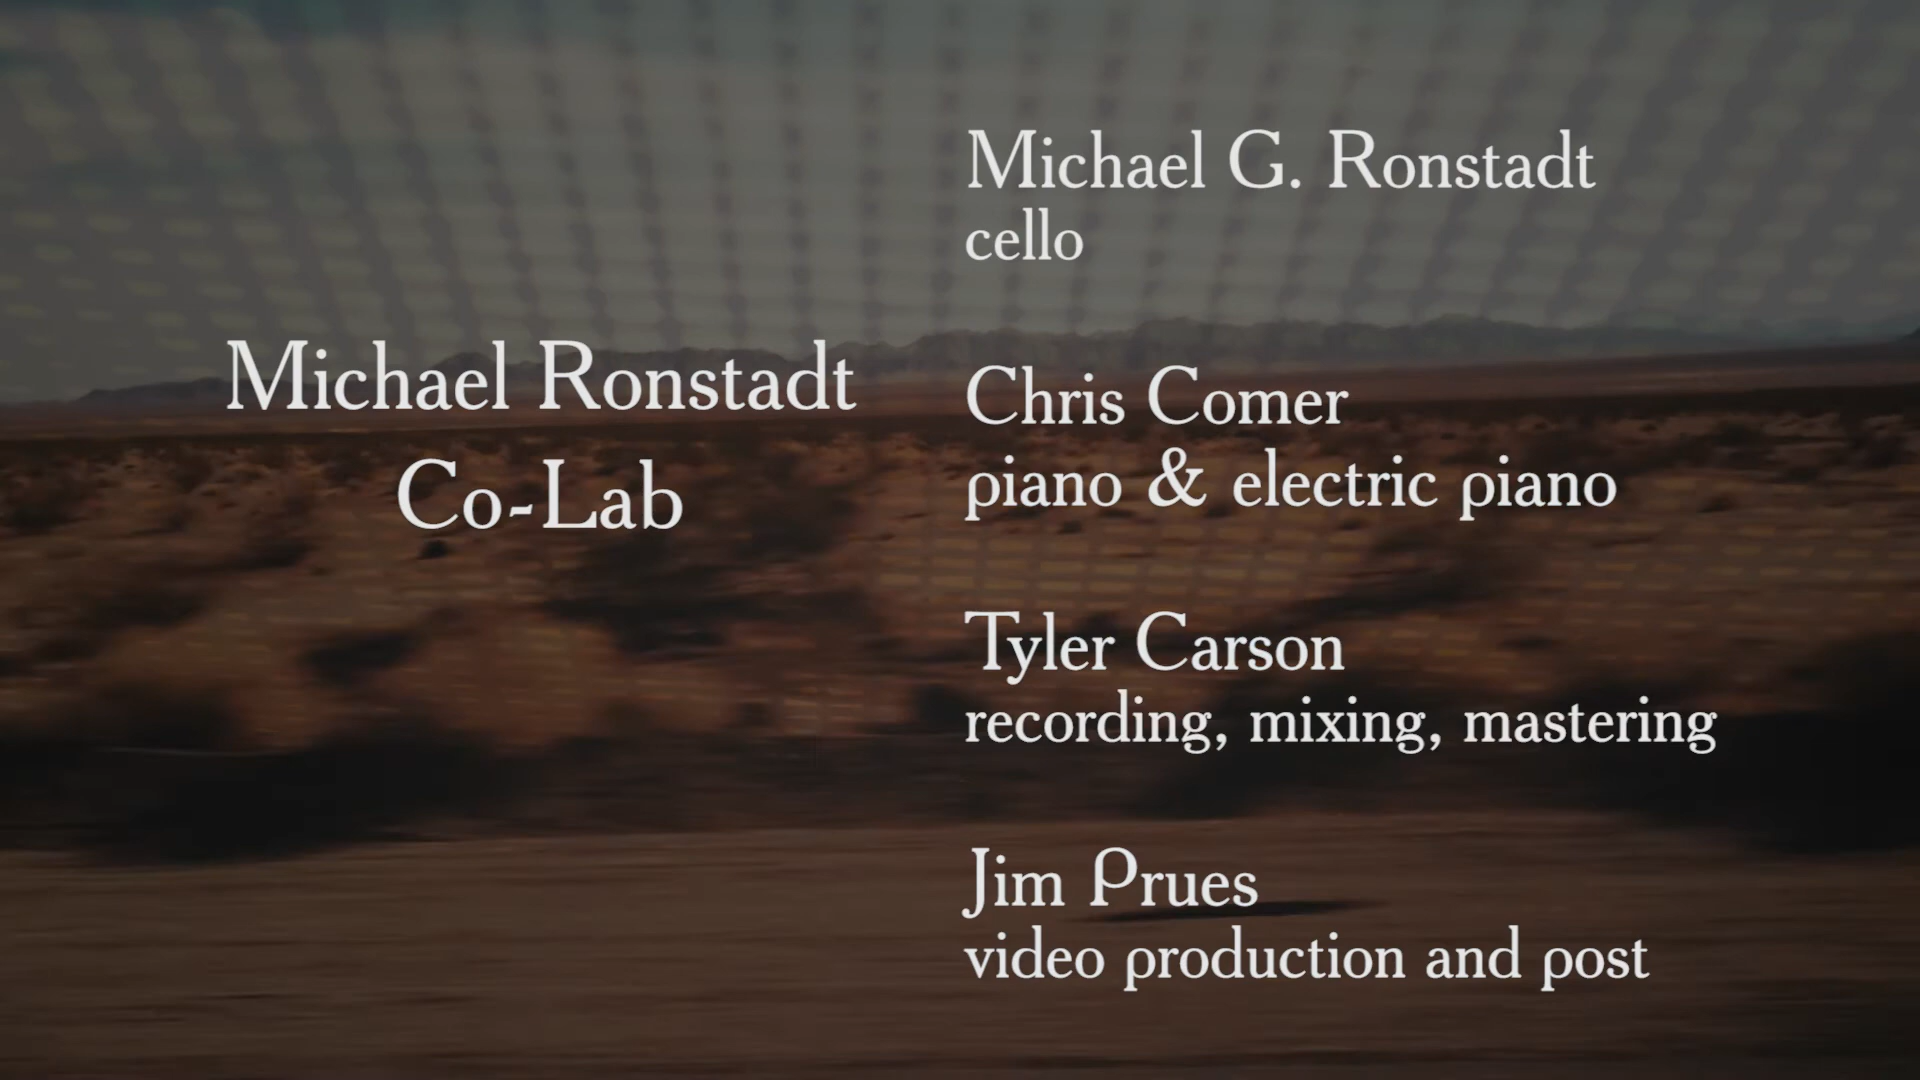 Michael Ronstadt
Co-Lab
Michael G. Ronstadt
cello
Chris Comer
piano & electric piano
Tyler Carson
recording, mixing, mastering
Jim Prues
video production and post